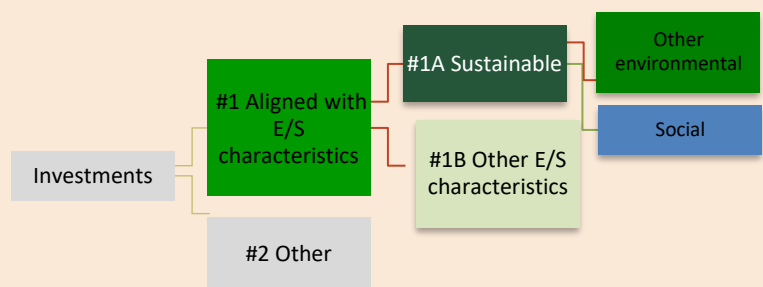 Investments
#1 Aligned with
E/S
characteristics
#2 Other
#1A Sustainable
#1B Other E/S
characteristics
Other
environmental
Social